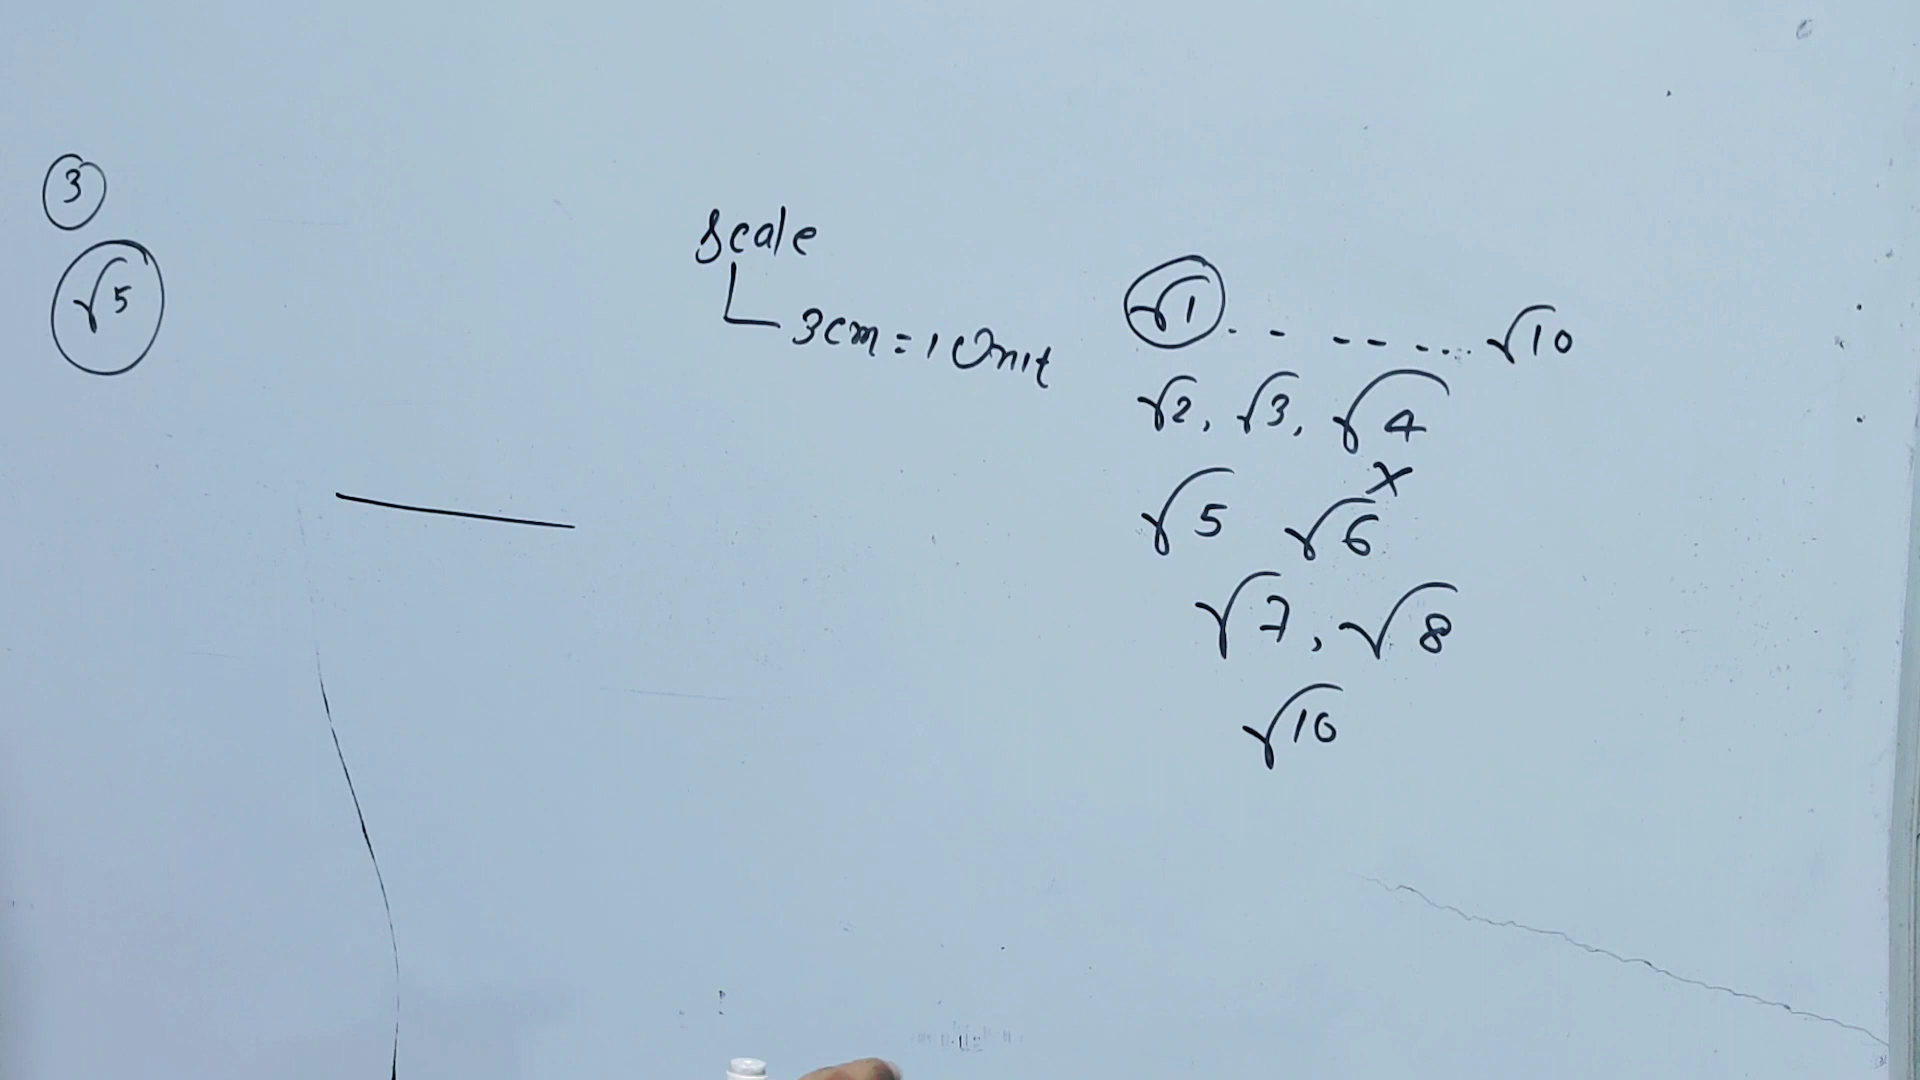 3
√5
Scale
3cm = 1 Unit
√1 . - - - - - ... √10
√2, √3, √4
x
√5 √6
√7, √8
√10